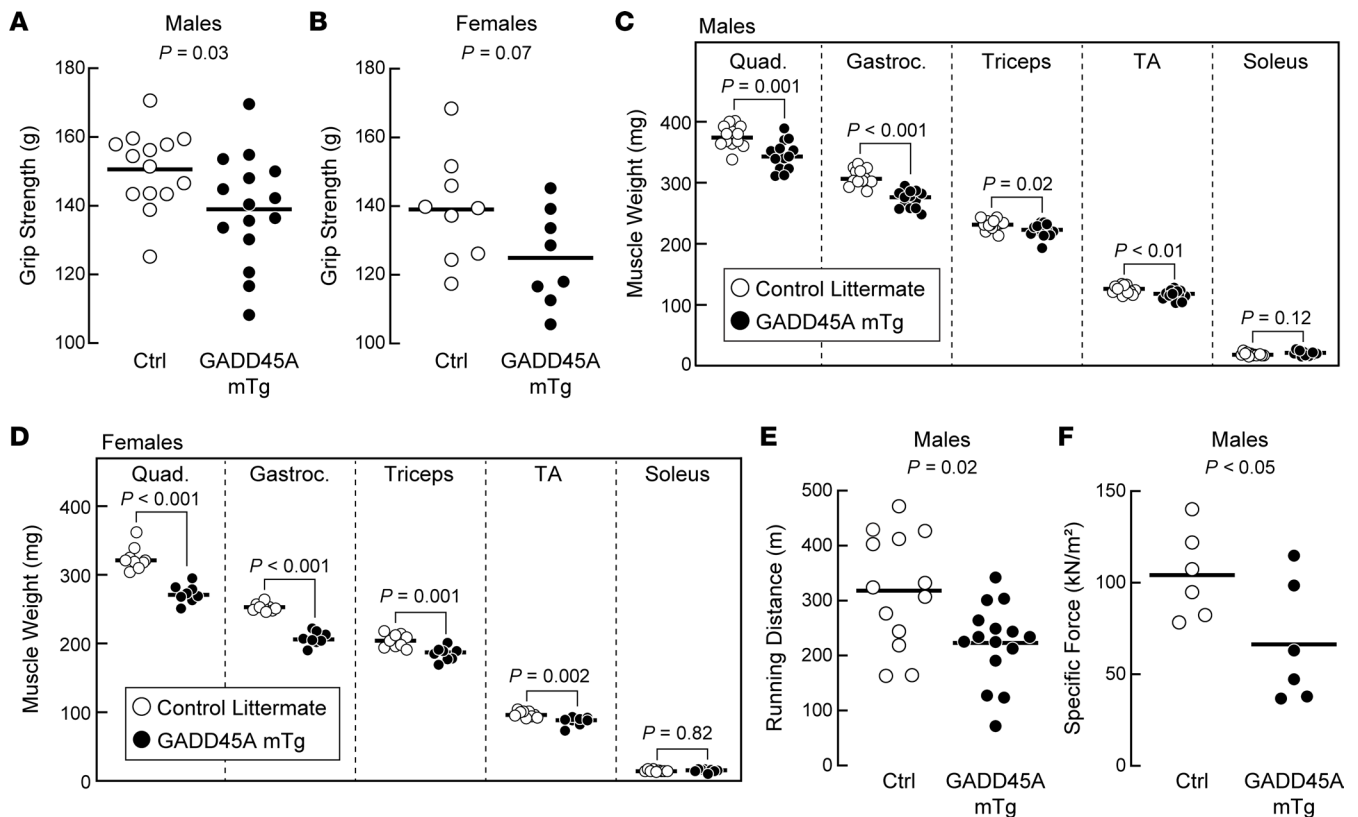 A
Males
P = 0.03
Grip Strength (g)
180
160
140
120
100
Ctrl
GADD45A
mTg
B
Females
P = 0.07
Grip Strength (g)
180
160
140
120
100
Ctrl
GADD45A
mTg
C
Males
Quad. Gastroc. Triceps TA Soleus
Muscle Weight (mg)
400
300
200
100
0
P = 0.001
P < 0.001
P = 0.02
P < 0.01
P = 0.12
Control Littermate
GADD45A mTg
D
Females
Quad. Gastroc. Triceps TA Soleus
Muscle Weight (mg)
400
300
200
100
0
P < 0.001
P < 0.001
P = 0.001
P = 0.002
P = 0.82
Control Littermate
GADD45A mTg
E
Males
P = 0.02
Running Distance (m)
500
400
300
200
100
0
Ctrl
GADD45A
mTg
F
Males
P < 0.05
Specific Force (kN/m²)
150
100
50
0
Ctrl
GADD45A
mTg